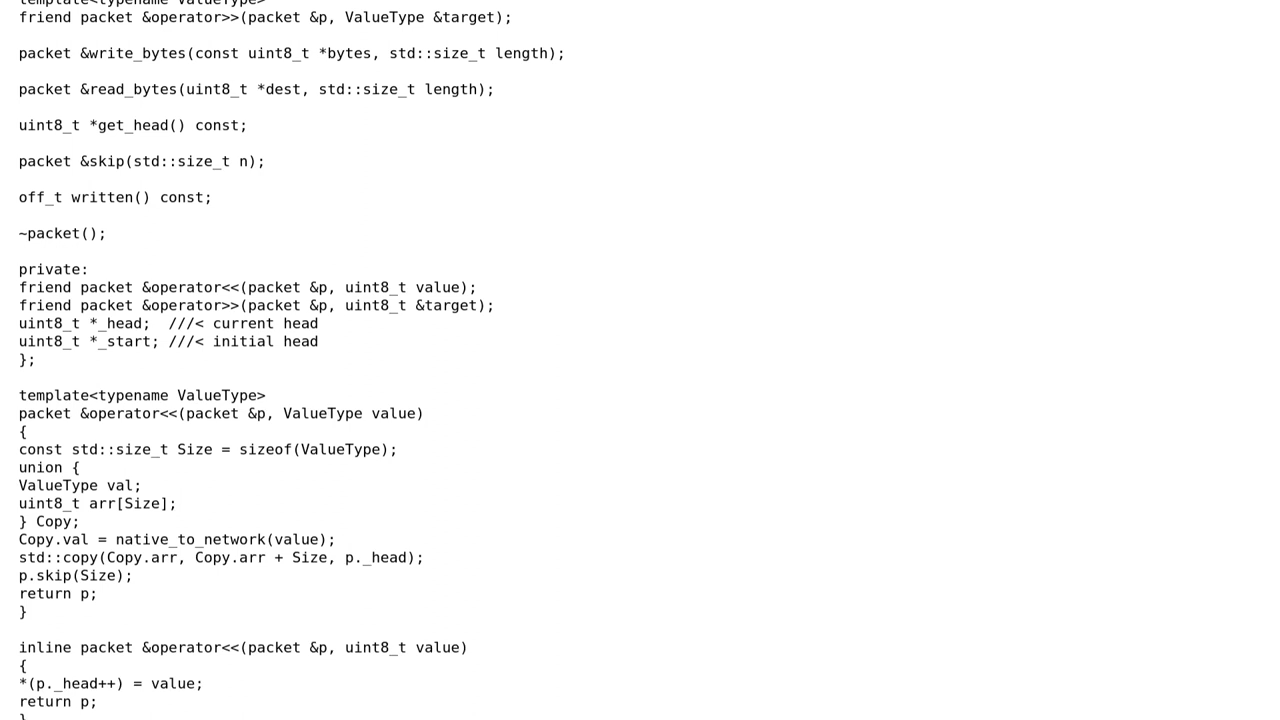 template<typename ValueType>
friend packet &operator>>(packet &p, ValueType &target);
packet &write_bytes(const uint8_t *bytes, std::size_t length);
packet &read_bytes(uint8_t *dest, std::size_t length);
uint8_t *get_head() const;
packet &skip(std::size_t n);
off_t written() const;
~packet();
private:
friend packet &operator<<(packet &p, uint8_t value);
friend packet &operator>>(packet &p, uint8_t &target);
uint8_t *_head;  ///< current head
uint8_t *_start; ///< initial head
};
template<typename ValueType>
packet &operator<<(packet &p, ValueType value)
{
const std::size_t Size = sizeof(ValueType);
union {
ValueType val;
uint8_t arr[Size];
} Copy;
Copy.val = native_to_network(value);
std::copy(Copy.arr, Copy.arr + Size, p._head);
p.skip(Size);
return p;
}
inline packet &operator<<(packet &p, uint8_t value)
{
*(p._head++) = value;
return p;
}